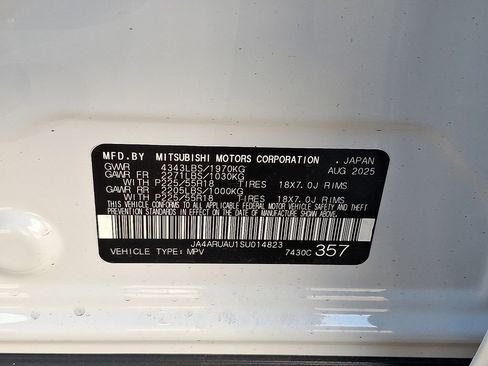 MFD.BY MITSUBISHI MOTORS CORPORATION , JAPAN
GVWR 4343LBS/1970KG AUG 2025
GAWR FR 2271LBS/1030KG
WITH P225/55R18 TIRES 18X7.0J RIMS
GAWR RR 2205LBS/1000KG
WITH P225/55R18 TIRES 18X7.0J RIMS
THIS VEHICLE CONFORMS TO ALL APPLICABLE FEDERAL MOTOR VEHICLE SAFETY AND THEFT
PREVENTION STANDARDS IN EFFECT ON THE DATE OF MANUFACTURE SHOWN ABOVE.
JA4ARUAU1SU014823
VEHICLE TYPE: MPV 7430C 357